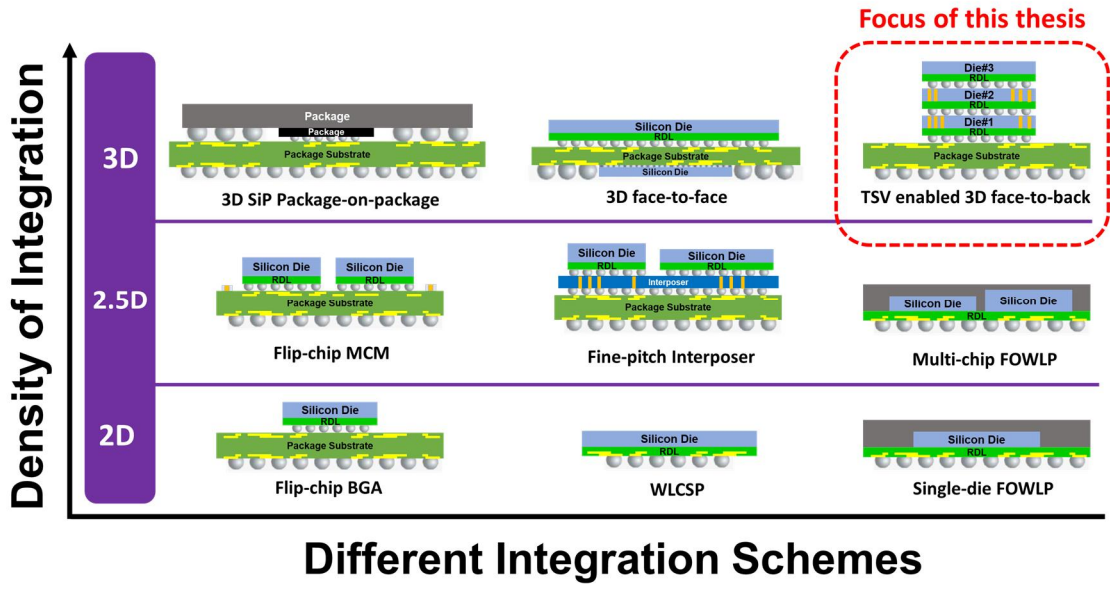 Focus of this thesis
Density of Integration
3D
Package
Package
Package Substrate
3D SiP Package-on-package
Silicon Die
RDL
Package Substrate
Silicon Die
3D face-to-face
Die#3
RDL
Die#2
RDL
Die#1
RDL
Package Substrate
TSV enabled 3D face-to-back
2.5D
Silicon Die
RDL
Silicon Die
RDL
Package Substrate
Flip-chip MCM
Silicon Die
RDL
Silicon Die
RDL
Interposer
Package Substrate
Fine-pitch Interposer
Silicon Die
Silicon Die
RDL
Multi-chip FOWLP
2D
Silicon Die
RDL
Package Substrate
Flip-chip BGA
Silicon Die
RDL
WLCSP
Silicon Die
RDL
Single-die FOWLP
Different Integration Schemes